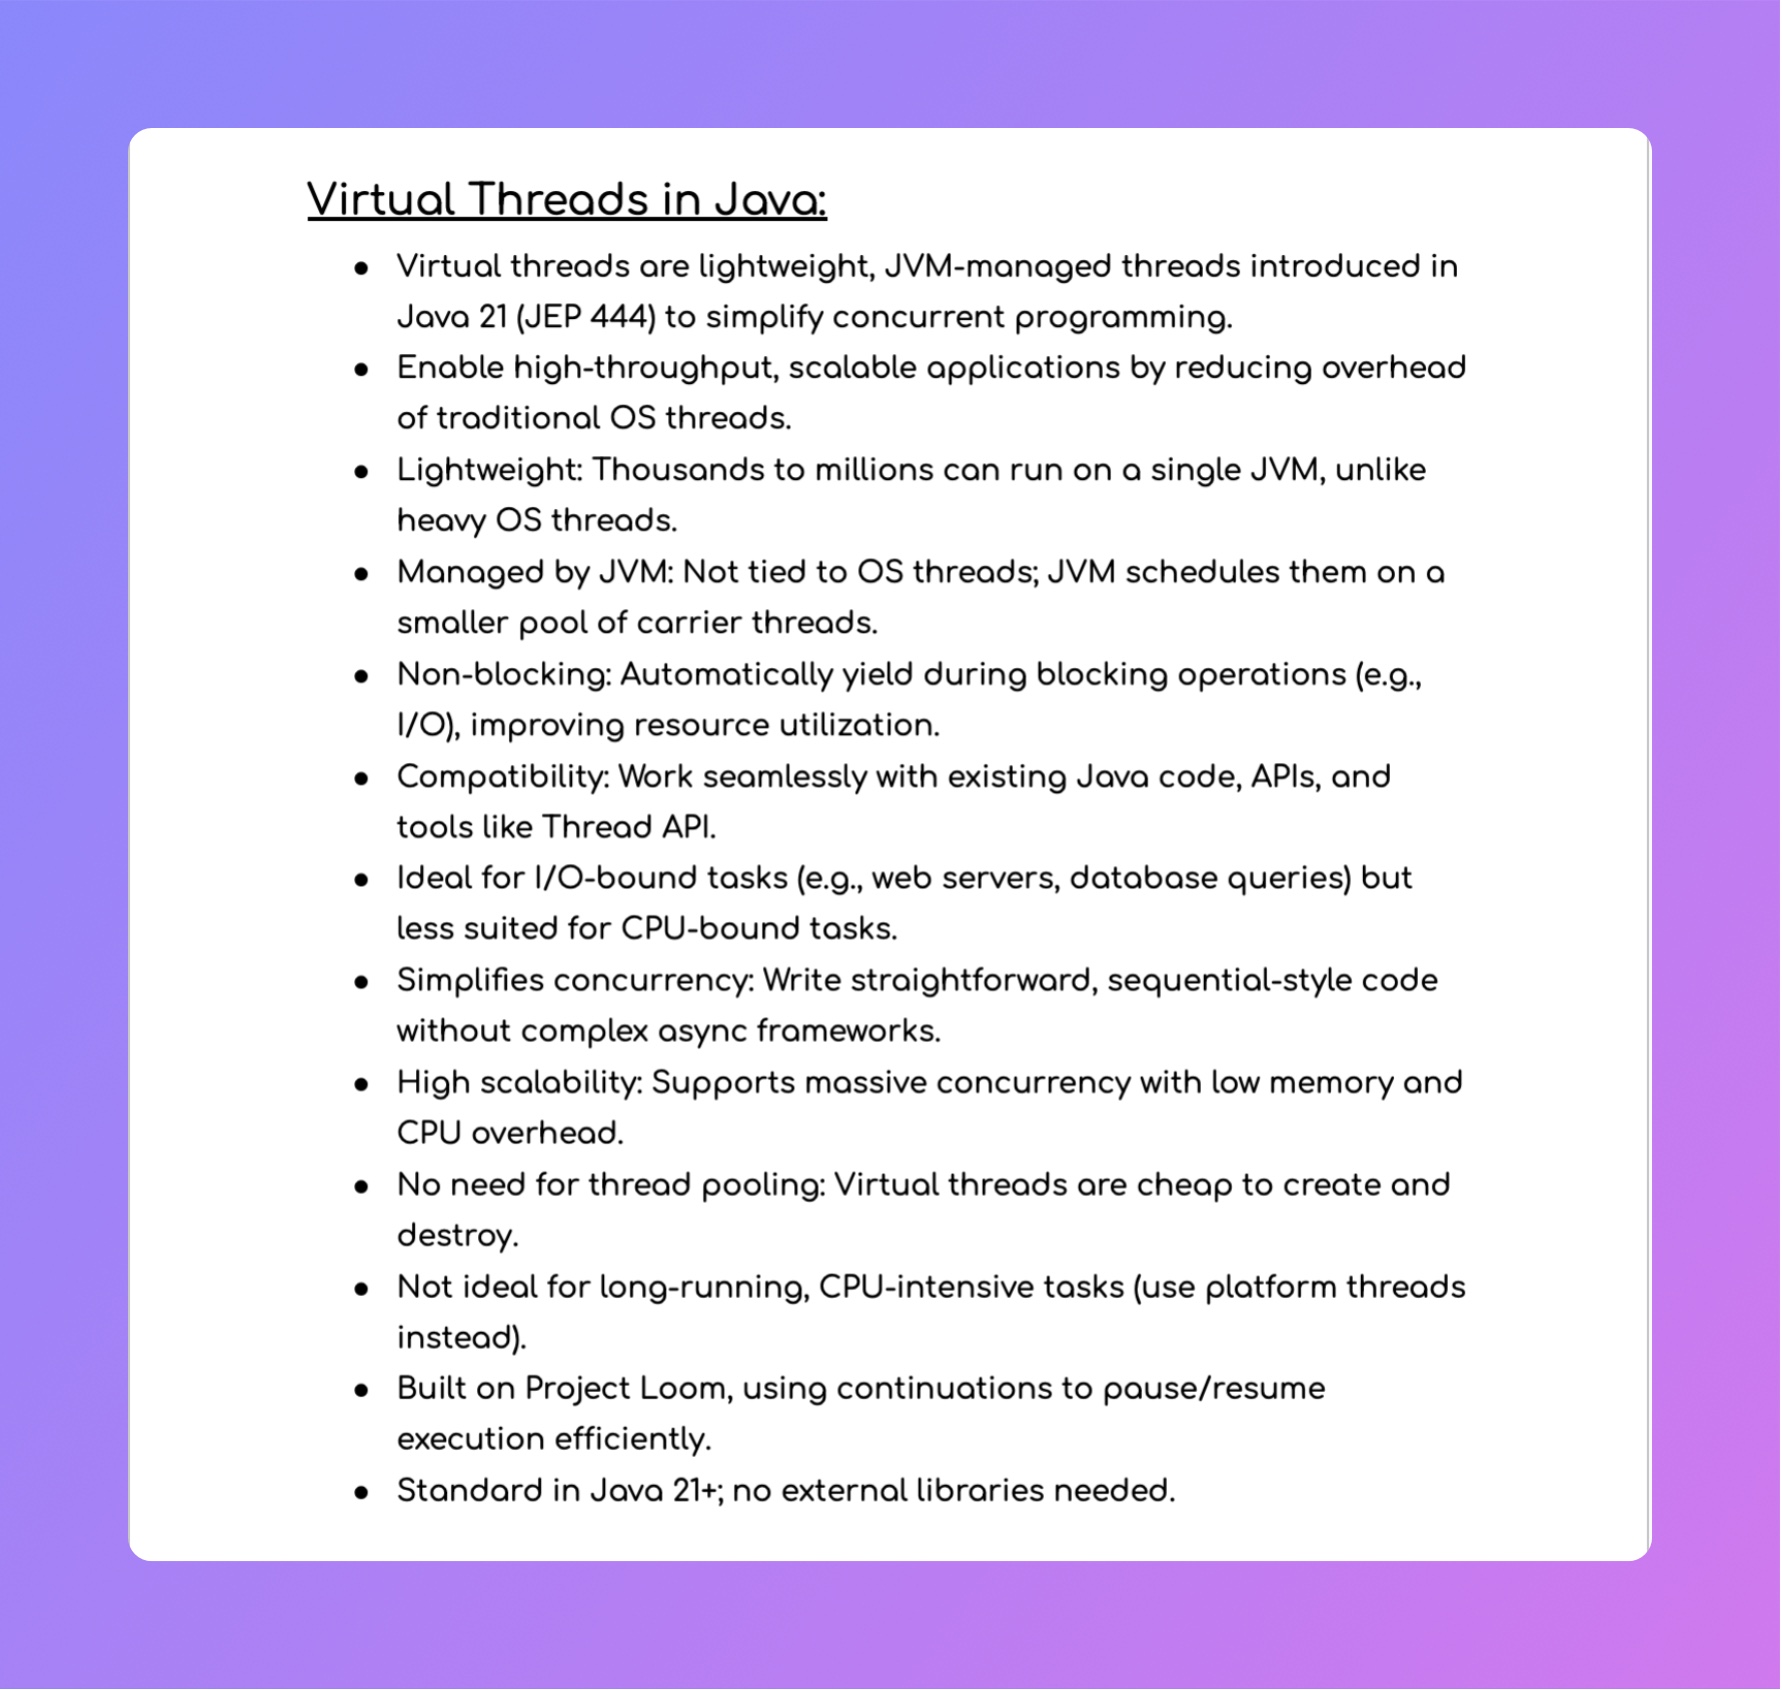 Virtual Threads in Java:
● Virtual threads are lightweight, JVM-managed threads introduced in
Java 21 (JEP 444) to simplify concurrent programming.
● Enable high-throughput, scalable applications by reducing overhead
of traditional OS threads.
● Lightweight: Thousands to millions can run on a single JVM, unlike
heavy OS threads.
● Managed by JVM: Not tied to OS threads; JVM schedules them on a
smaller pool of carrier threads.
● Non-blocking: Automatically yield during blocking operations (e.g.,
I/O), improving resource utilization.
● Compatibility: Work seamlessly with existing Java code, APIs, and
tools like Thread API.
● Ideal for I/O-bound tasks (e.g., web servers, database queries) but
less suited for CPU-bound tasks.
● Simplifies concurrency: Write straightforward, sequential-style code
without complex async frameworks.
● High scalability: Supports massive concurrency with low memory and
CPU overhead.
● No need for thread pooling: Virtual threads are cheap to create and
destroy.
● Not ideal for long-running, CPU-intensive tasks (use platform threads
instead).
● Built on Project Loom, using continuations to pause/resume
execution efficiently.
● Standard in Java 21+; no external libraries needed.